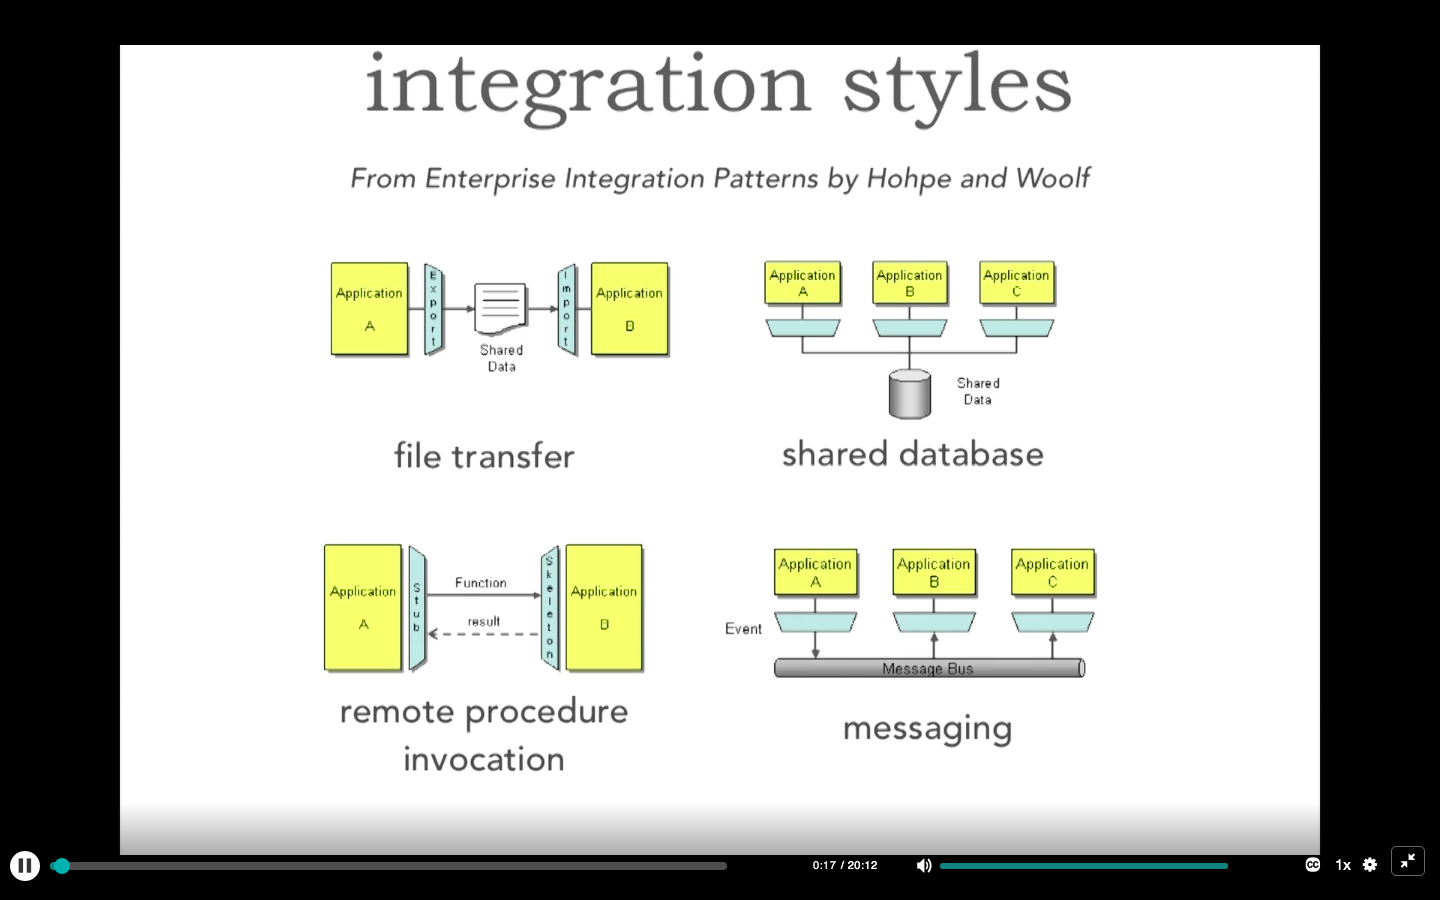 integration styles
From Enterprise Integration Patterns by Hohpe and Woolf
Application
A
Export
Shared
Data
Import
Application
B
file transfer
Application
A
Application
B
Application
C
Shared
Data
shared database
Application
A
Stub
Function
result
Skeleton
Application
B
remote procedure
invocation
Application
A
Application
B
Application
C
Event
Message Bus
messaging
0:17 / 20:12
CC
1x